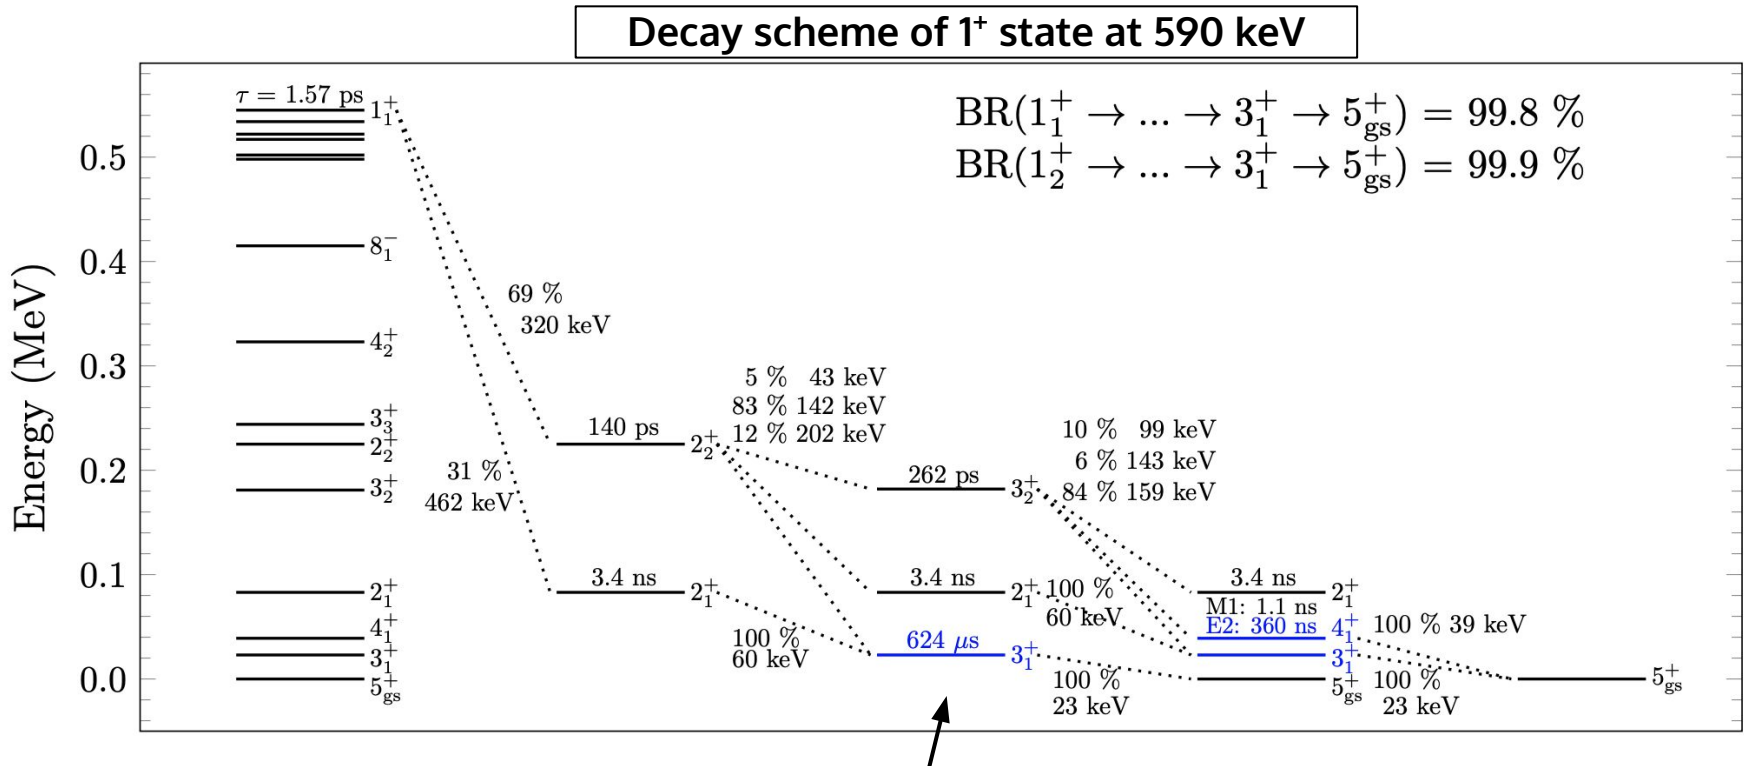 Decay scheme of 1⁺ state at 590 keV
BR(1₁⁺ → ... → 3₁⁺ → 5gs⁺) = 99.8 %
BR(1₂⁺ → ... → 3₁⁺ → 5gs⁺) = 99.9 %
Energy (MeV)
0.5
0.4
0.3
0.2
0.1
0.0
τ = 1.57 ps
1₁⁺
8₁⁻
4₂⁺
3₃⁺
2₂⁺
3₂⁺
2₁⁺
4₁⁺
3₁⁺
5gs⁺
69 %
320 keV
31 %
462 keV
140 ps 2₂⁺
3.4 ns 2₁⁺
5 % 43 keV
83 % 142 keV
12 % 202 keV
100 %
60 keV
262 ps 3₂⁺
3.4 ns 2₁⁺
624 μs 3₁⁺
10 % 99 keV
6 % 143 keV
84 % 159 keV
100 %
60 keV
100 %
23 keV
3.4 ns 2₁⁺
M1: 1.1 ns
E2: 360 ns 4₁⁺
3₁⁺
5gs⁺
100 % 39 keV
100 %
23 keV
5gs⁺